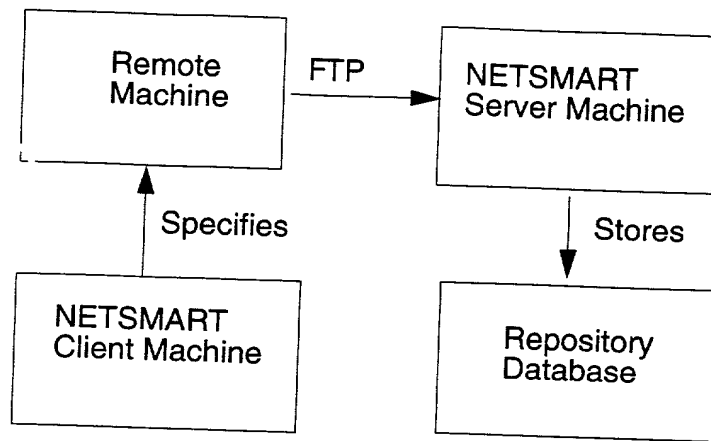 Remote
Machine
FTP
NETSMART
Server Machine
Specifies
Stores
NETSMART
Client Machine
Repository
Database